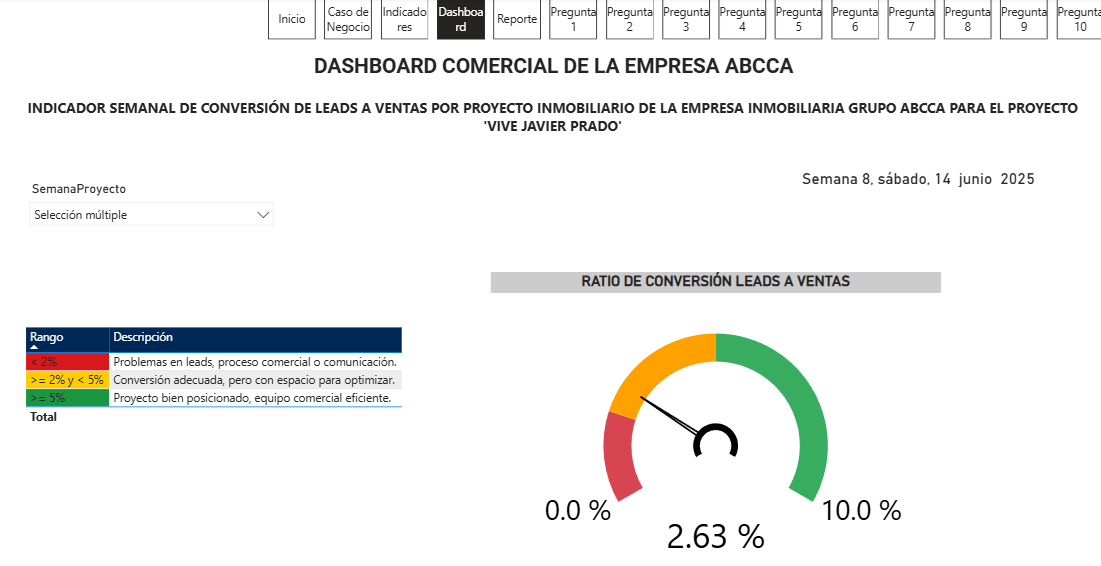 Inicio
Caso de
Negocio
Indicado
res
Dashboa
rd
Reporte
Pregunta
1
Pregunta
2
Pregunta
3
Pregunta
4
Pregunta
5
Pregunta
6
Pregunta
7
Pregunta
8
Pregunta
9
Pregunta
10
DASHBOARD COMERCIAL DE LA EMPRESA ABCCA
INDICADOR SEMANAL DE CONVERSIÓN DE LEADS A VENTAS POR PROYECTO INMOBILIARIO DE LA EMPRESA INMOBILIARIA GRUPO ABCCA PARA EL PROYECTO
'VIVE JAVIER PRADO'
Semana 8, sábado, 14 junio 2025
SemanaProyecto
Selección múltiple
RATIO DE CONVERSIÓN LEADS A VENTAS
Rango Descripción
< 2% Problemas en leads, proceso comercial o comunicación.
>= 2% y < 5% Conversión adecuada, pero con espacio para optimizar.
>= 5% Proyecto bien posicionado, equipo comercial eficiente.
Total
0.0 %
10.0 %
2.63 %